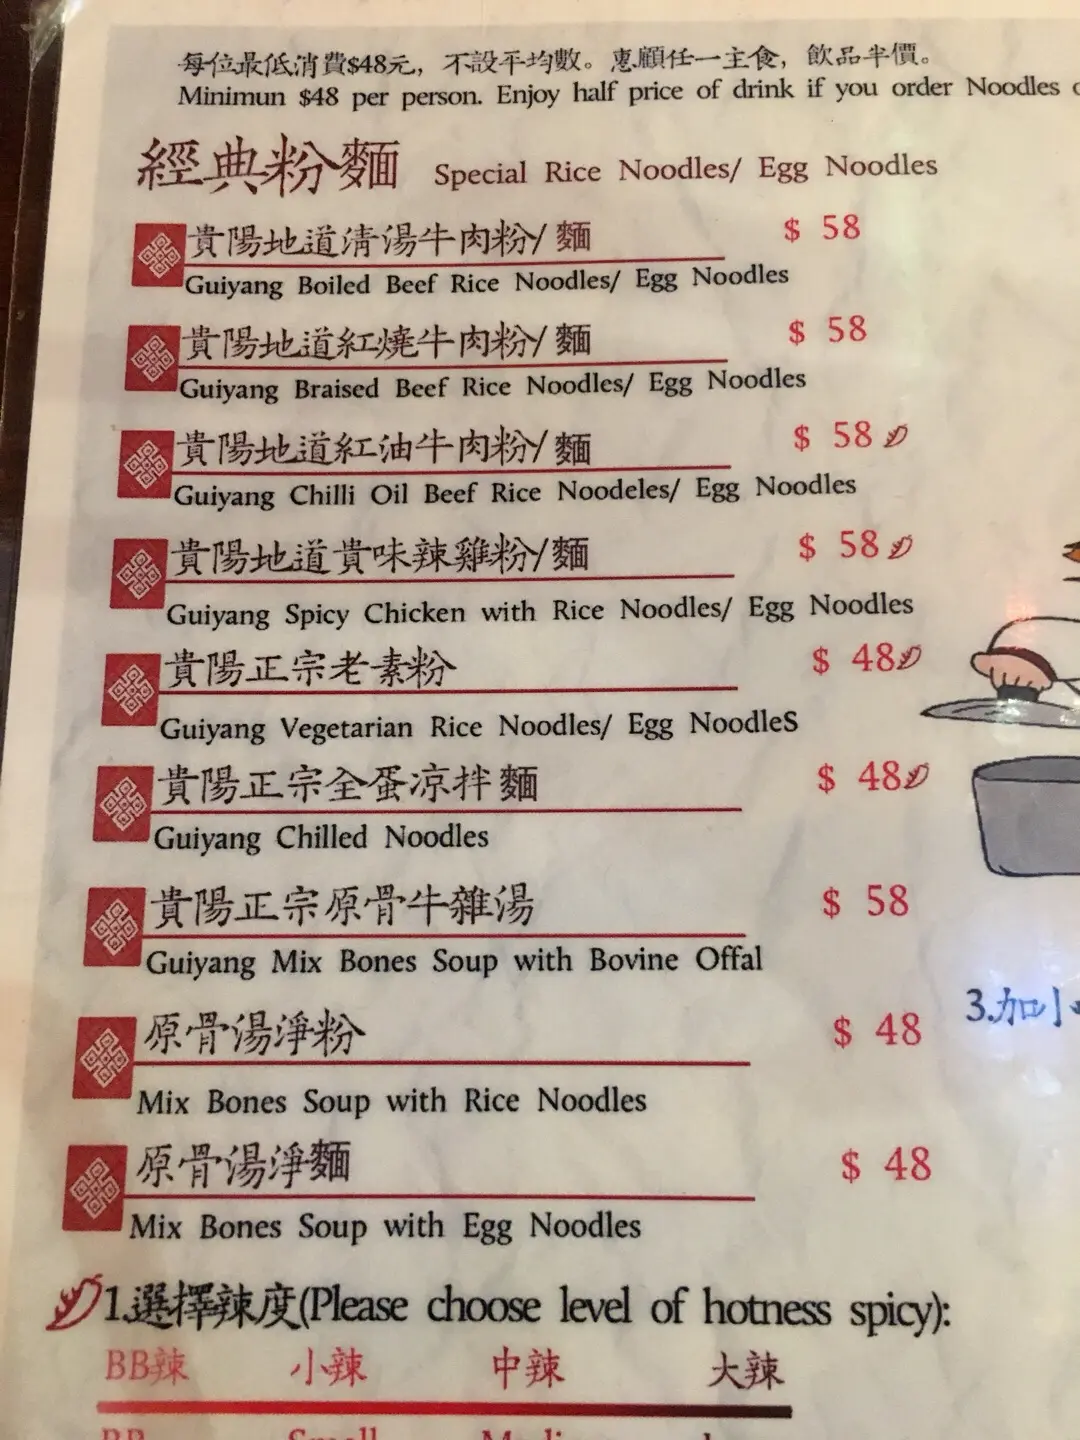 每位最低消費$48元，不設平均數。惠顧任一主食，飲品半價。
Minimun $48 per person. Enjoy half price of drink if you order Noodles
經典粉麵 Special Rice Noodles/ Egg Noodles
貴陽地道清湯牛肉粉/ 麵 $ 58
Guiyang Boiled Beef Rice Noodles/ Egg Noodles
貴陽地道紅燒牛肉粉/ 麵 $ 58
Guiyang Braised Beef Rice Noodles/ Egg Noodles
貴陽地道紅油牛肉粉/ 麵 $ 58
Guiyang Chilli Oil Beef Rice Noodeles/ Egg Noodles
貴陽地道貴味辣雞粉/麵 $ 58
Guiyang Spicy Chicken with Rice Noodles/ Egg Noodles
貴陽正宗老素粉 $ 48
Guiyang Vegetarian Rice Noodles/ Egg NoodleS
貴陽正宗全蛋凉拌麵 $ 48
Guiyang Chilled Noodles
貴陽正宗原骨牛雜湯 $ 58
Guiyang Mix Bones Soup with Bovine Offal
原骨湯淨粉 $ 48
3.加小
Mix Bones Soup with Rice Noodles
原骨湯淨麵 $ 48
Mix Bones Soup with Egg Noodles
1.選擇辣度(Please choose level of hotness spicy):
BB辣 小辣 中辣 大辣
BB Small